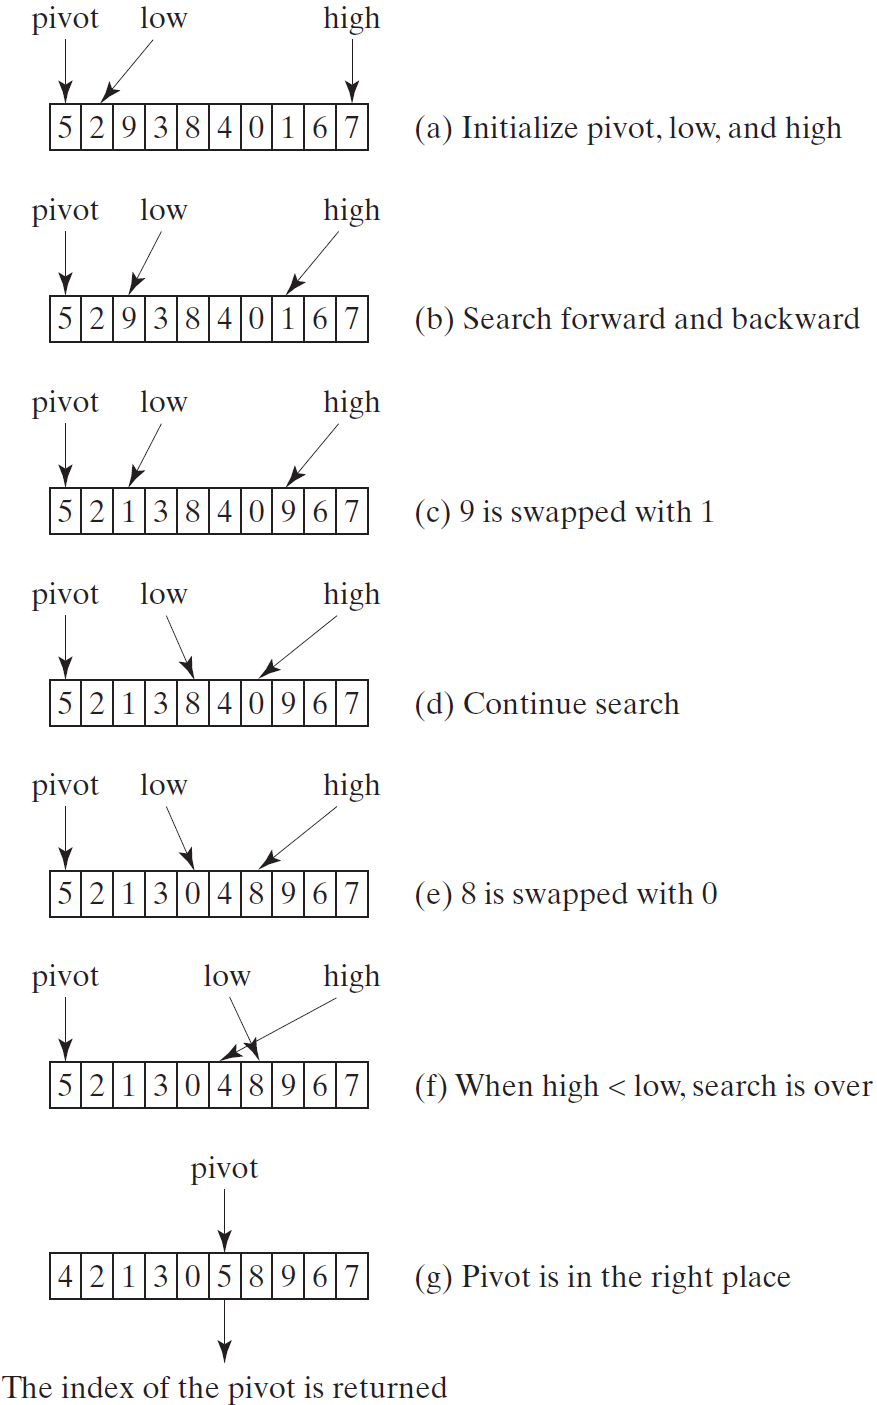 pivot low high
5 2 9 3 8 4 0 1 6 7 (a) Initialize pivot, low, and high
pivot low high
5 2 9 3 8 4 0 1 6 7 (b) Search forward and backward
pivot low high
5 2 1 3 8 4 0 9 6 7 (c) 9 is swapped with 1
pivot low high
5 2 1 3 8 4 0 9 6 7 (d) Continue search
pivot low high
5 2 1 3 0 4 8 9 6 7 (e) 8 is swapped with 0
pivot low high
5 2 1 3 0 4 8 9 6 7 (f) When high < low, search is over
pivot
4 2 1 3 0 5 8 9 6 7 (g) Pivot is in the right place
The index of the pivot is returned